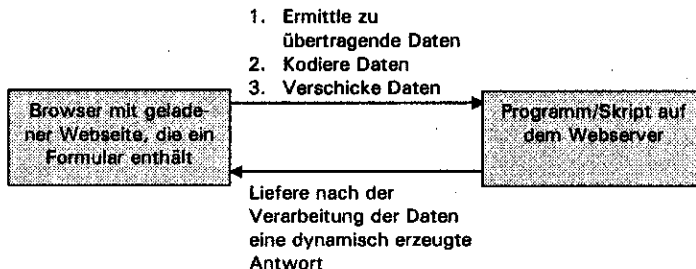 1. Ermittle zu
übertragende Daten
2. Kodiere Daten
3. Verschicke Daten
Browser mit gelade-
ner Webseite, die ein
Formular enthält
Programm/Skript auf
dem Webserver
Liefere nach der
Verarbeitung der Daten
eine dynamisch erzeugte
Antwort